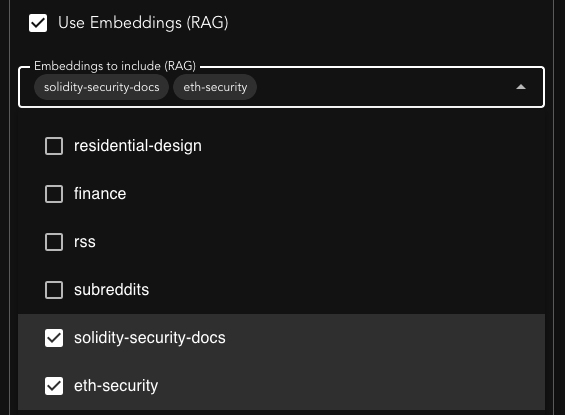 Use Embeddings (RAG)
Embeddings to include (RAG)
solidity-security-docs eth-security
residential-design
finance
rss
subreddits
solidity-security-docs
eth-security